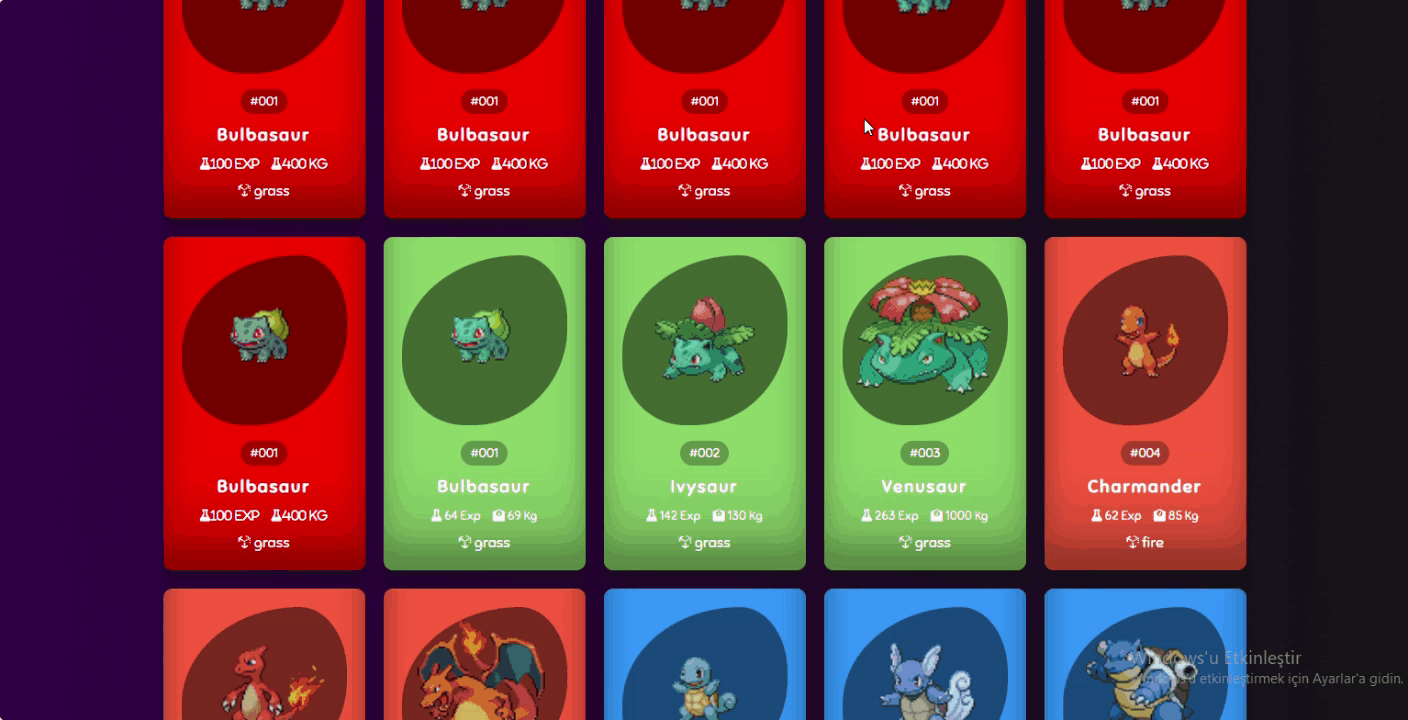 #001 #001 #001 #001 #001
Bulbasaur Bulbasaur Bulbasaur Bulbasaur Bulbasaur
100 EXP 400 KG 100 EXP 400 KG 100 EXP 400 KG 100 EXP 400 KG 100 EXP 400 KG
grass grass grass grass grass
#001 #001 #002 #003 #004
Bulbasaur Bulbasaur Ivysaur Venusaur Charmander
100 EXP 400 KG 64 Exp 69 Kg 142 Exp 130 Kg 263 Exp 1000 Kg 62 Exp 85 Kg
grass grass grass grass fire
Windows'u Etkinleştir
Windows'u etkinleştirmek için Ayarlar'a gidin.